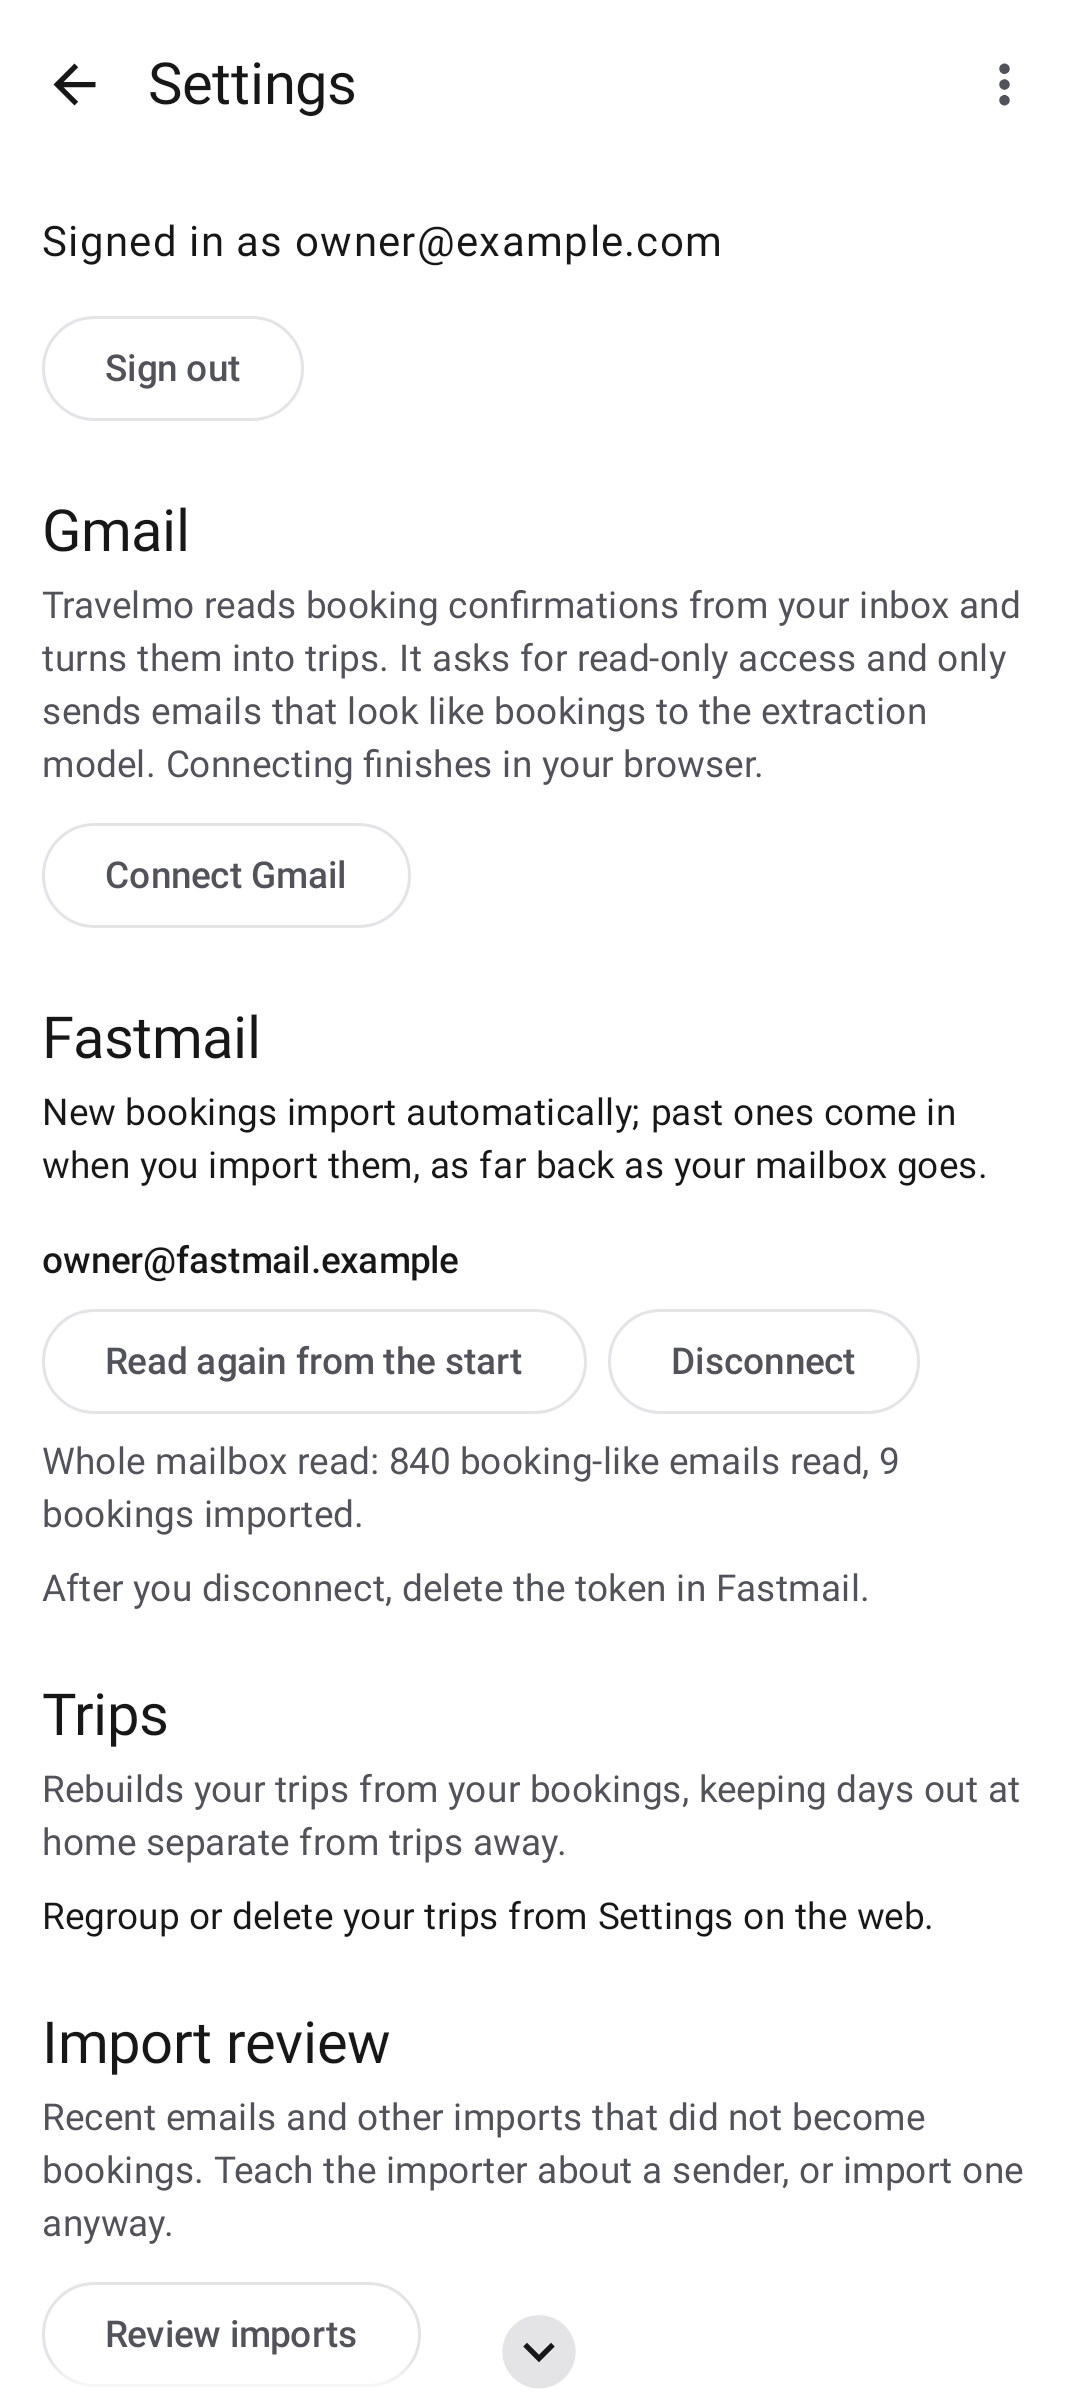 Settings
Signed in as owner@example.com
Sign out
Gmail
Travelmo reads booking confirmations from your inbox and
turns them into trips. It asks for read-only access and only
sends emails that look like bookings to the extraction
model. Connecting finishes in your browser.
Connect Gmail
Fastmail
New bookings import automatically; past ones come in
when you import them, as far back as your mailbox goes.
owner@fastmail.example
Read again from the start
Disconnect
Whole mailbox read: 840 booking-like emails read, 9
bookings imported.
After you disconnect, delete the token in Fastmail.
Trips
Rebuilds your trips from your bookings, keeping days out at
home separate from trips away.
Regroup or delete your trips from Settings on the web.
Import review
Recent emails and other imports that did not become
bookings. Teach the importer about a sender, or import one
anyway.
Review imports